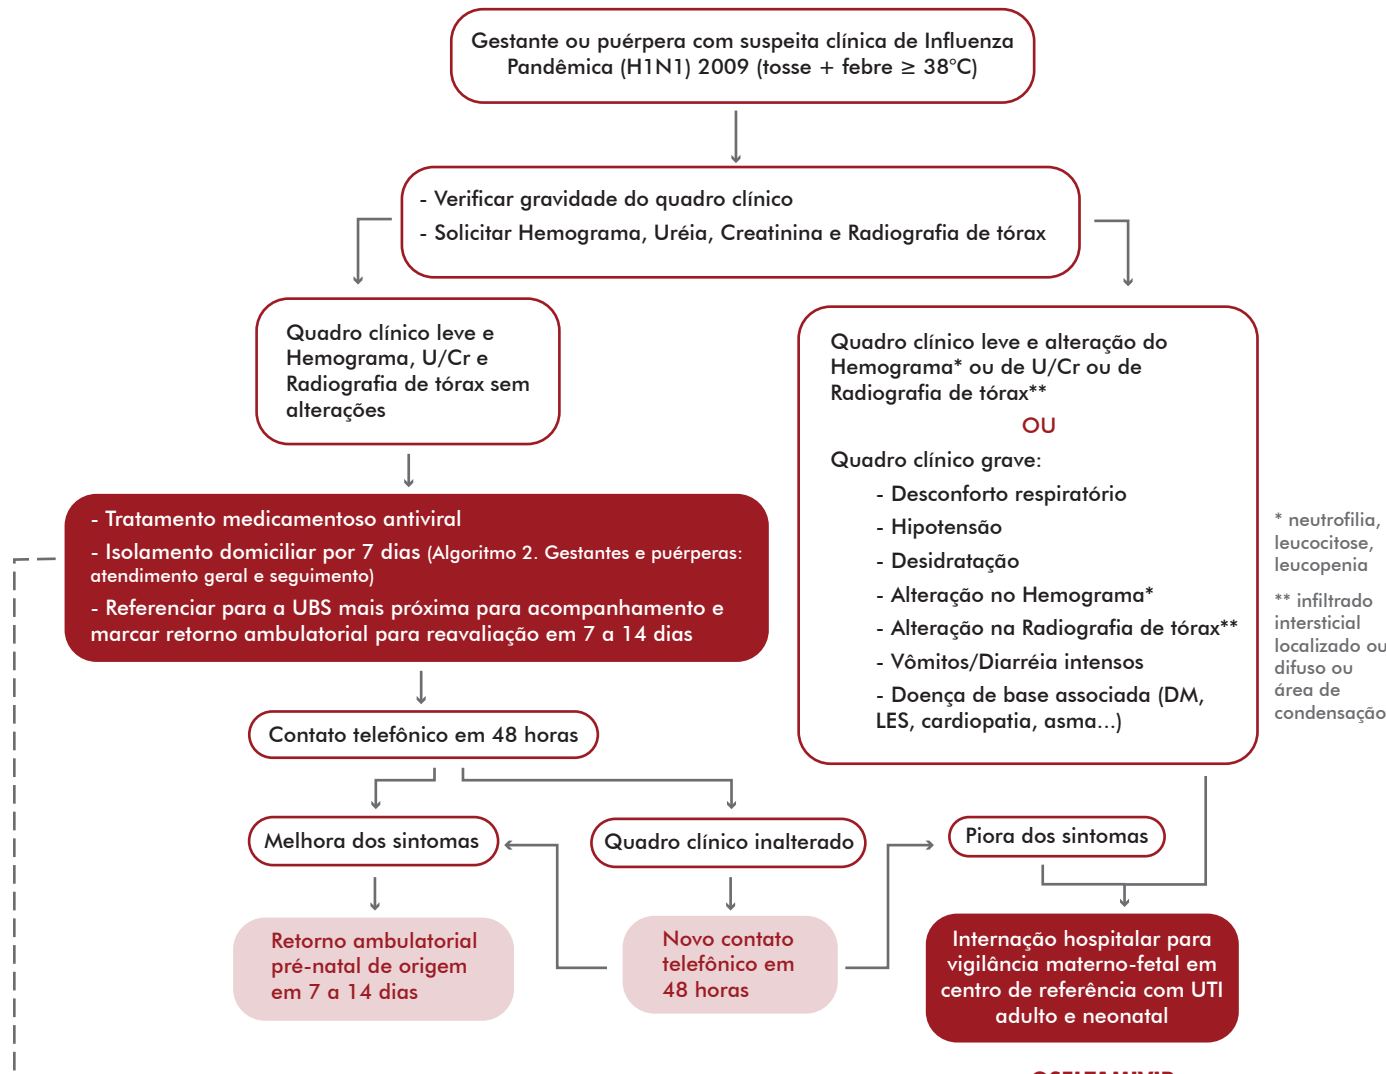 Gestante ou puérpera com suspeita clínica de Influenza
Pandêmica (H1N1) 2009 (tosse + febre ≥ 38°C)
- Verificar gravidade do quadro clínico
- Solicitar Hemograma, Uréia, Creatinina e Radiografia de tórax
Quadro clínico leve e
Hemograma, U/Cr e
Radiografia de tórax sem
alterações
- Tratamento medicamentoso antiviral
- Isolamento domiciliar por 7 dias (Algoritmo 2. Gestantes e puérperas:
atendimento geral e seguimento)
- Referenciar para a UBS mais próxima para acompanhamento e
marcar retorno ambulatorial para reavaliação em 7 a 14 dias
Quadro clínico leve e alteração do
Hemograma* ou de U/Cr ou de
Radiografia de tórax**
OU
Quadro clínico grave:
- Desconforto respiratório
- Hipotensão
- Desidratação
- Alteração no Hemograma*
- Alteração na Radiografia de tórax**
- Vômitos/Diarréia intensos
- Doença de base associada (DM,
LES, cardiopatia, asma...)
* neutrofilia,
leucocitose,
leucopenia
** infiltrado
intersticial
localizado ou
difuso ou
área de
condensação
Contato telefônico em 48 horas
Melhora dos sintomas
Quadro clínico inalterado
Piora dos sintomas
Retorno ambulatorial
pré-natal de origem
em 7 a 14 dias
Novo contato
telefônico em
48 horas
Internação hospitalar para
vigilância materno-fetal em
centro de referência com UTI
adulto e neonatal
OSELTAMIVIR